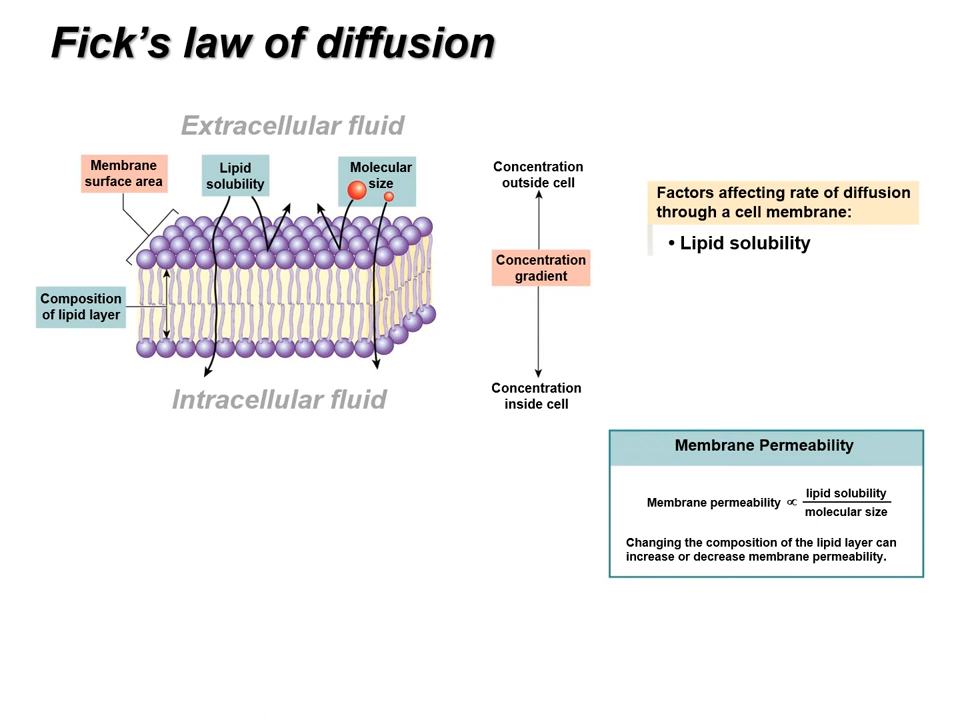 Fick’s law of diffusion
Extracellular fluid
Membrane
surface area
Lipid
solubility
Molecular
size
Composition
of lipid layer
Intracellular fluid
Concentration
outside cell
Concentration
gradient
Concentration
inside cell
Factors affecting rate of diffusion
through a cell membrane:
• Lipid solubility
Membrane Permeability
Membrane permeability ∝ lipid solubility
molecular size
Changing the composition of the lipid layer can
increase or decrease membrane permeability.